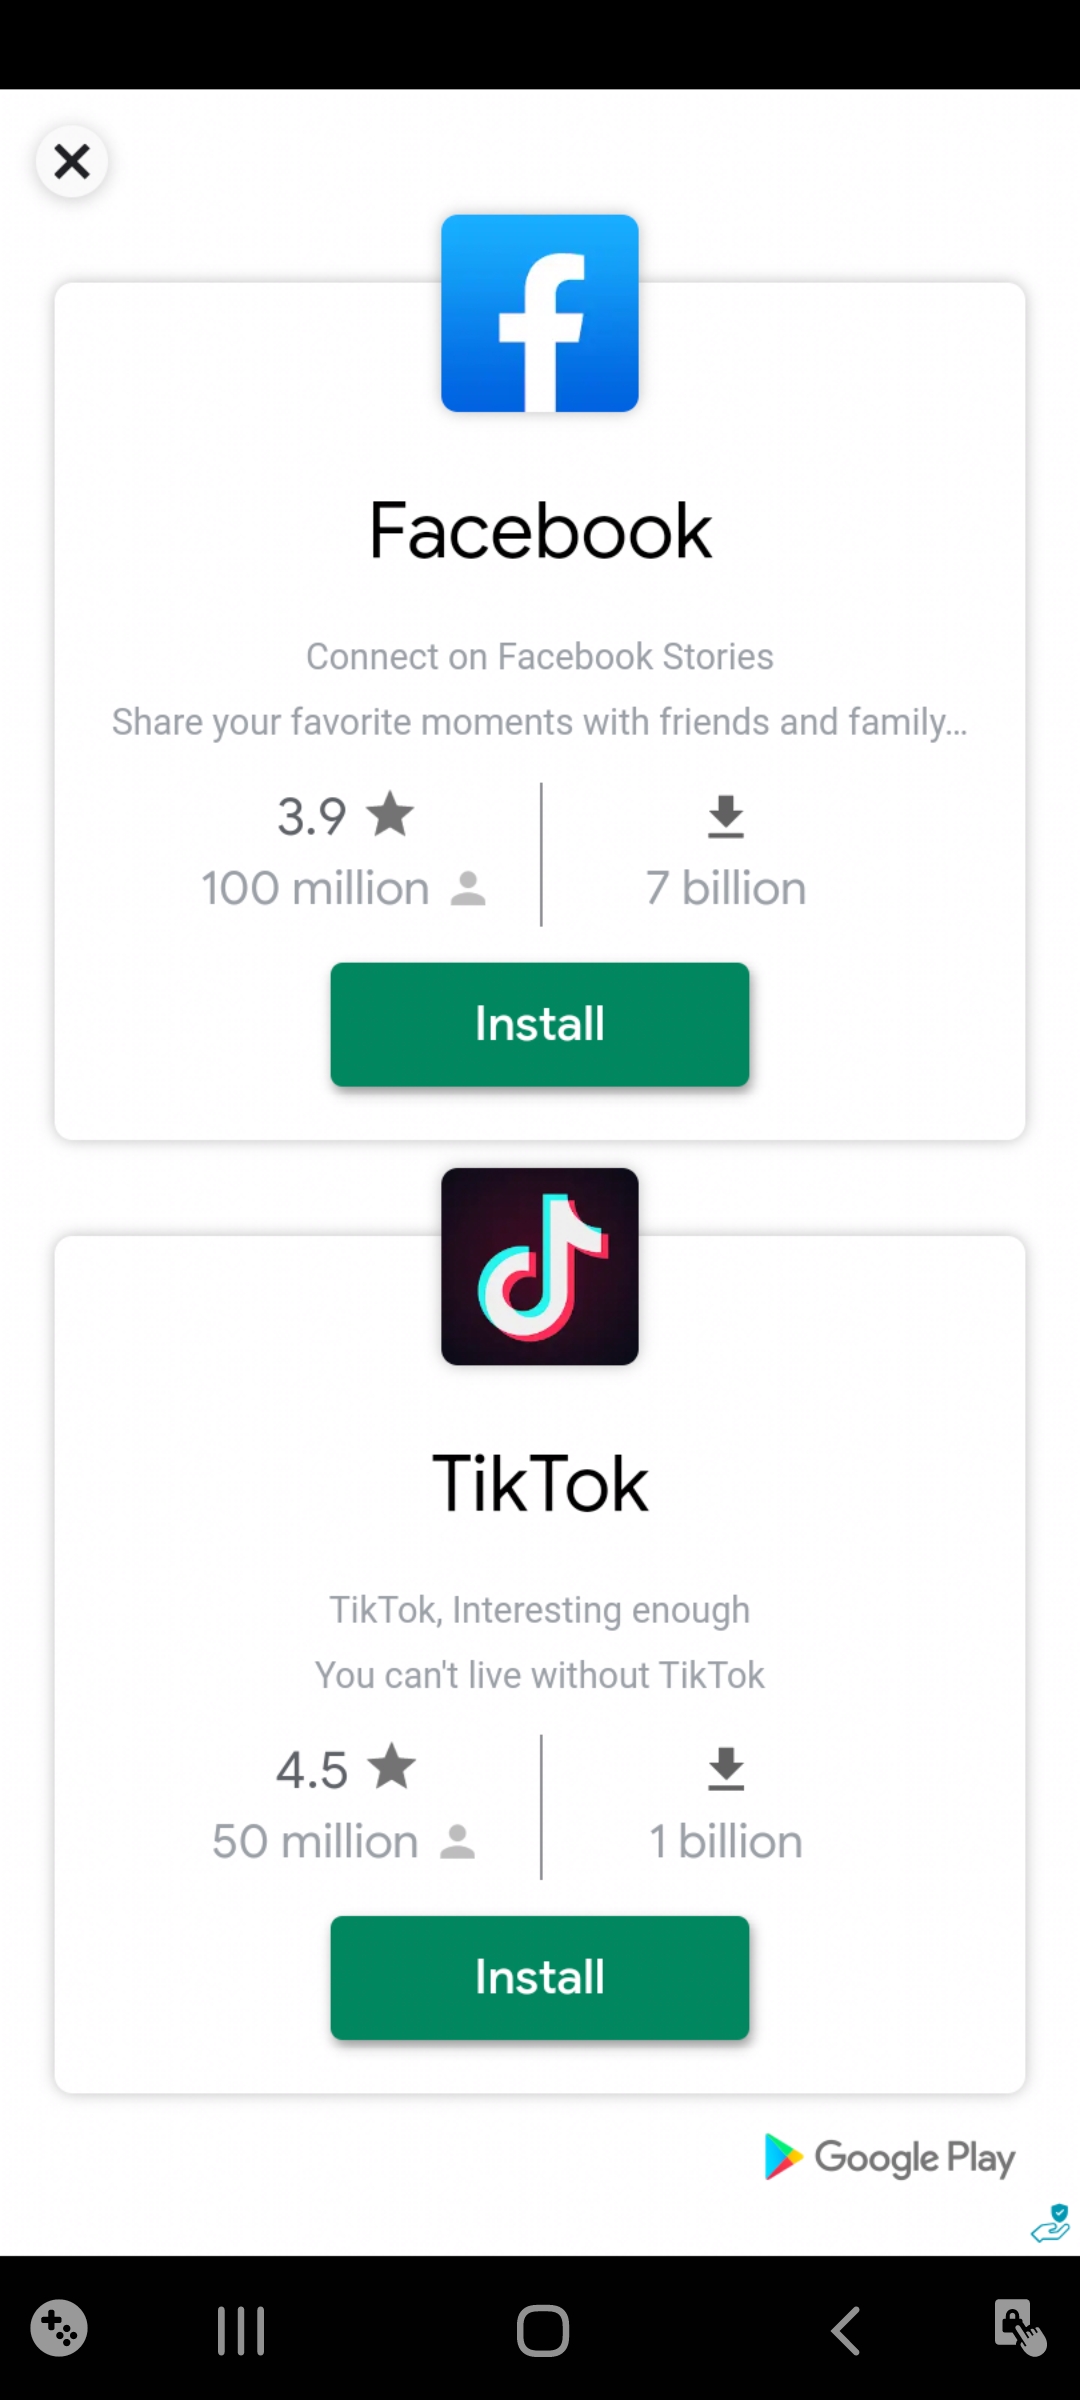 Facebook
Connect on Facebook Stories
Share your favorite moments with friends and family...
3.9
100 million
7 billion
Install
TikTok
TikTok, Interesting enough
You can't live without TikTok
4.5
50 million
1 billion
Install
Google Play